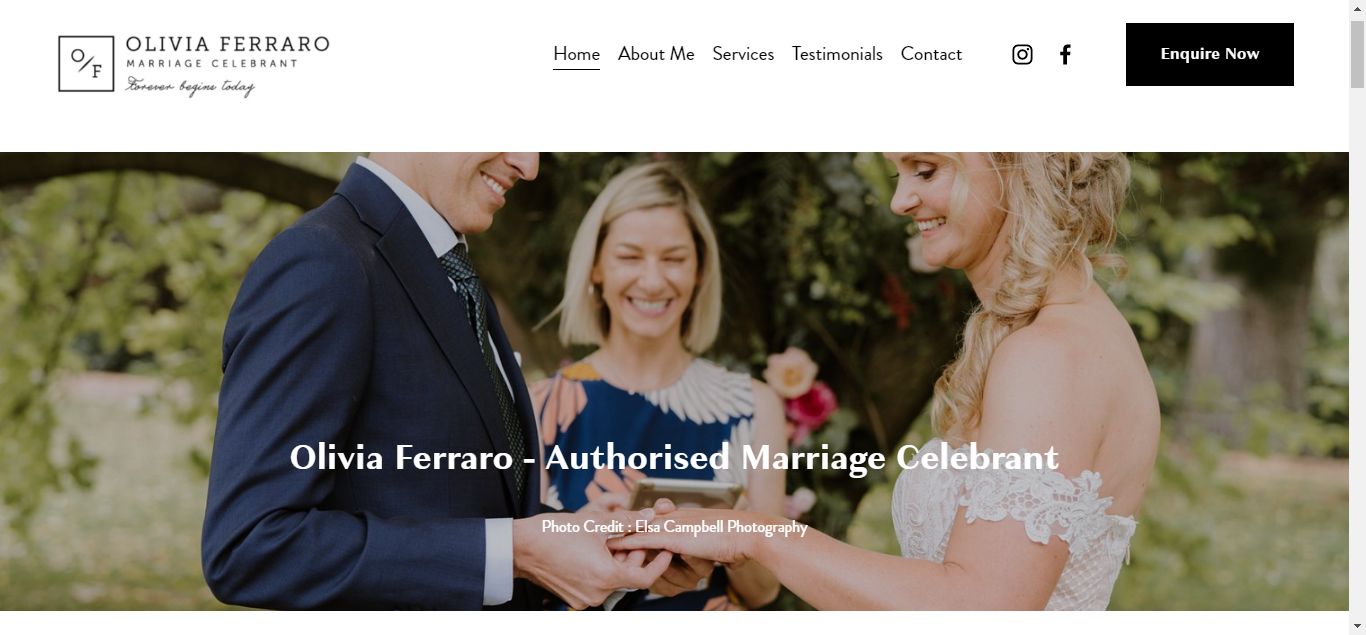 O/F
OLIVIA FERRARO
MARRIAGE CELEBRANT
Forever begins today
Home About Me Services Testimonials Contact
Enquire Now
Olivia Ferraro - Authorised Marriage Celebrant
Photo Credit : Elsa Campbell Photography